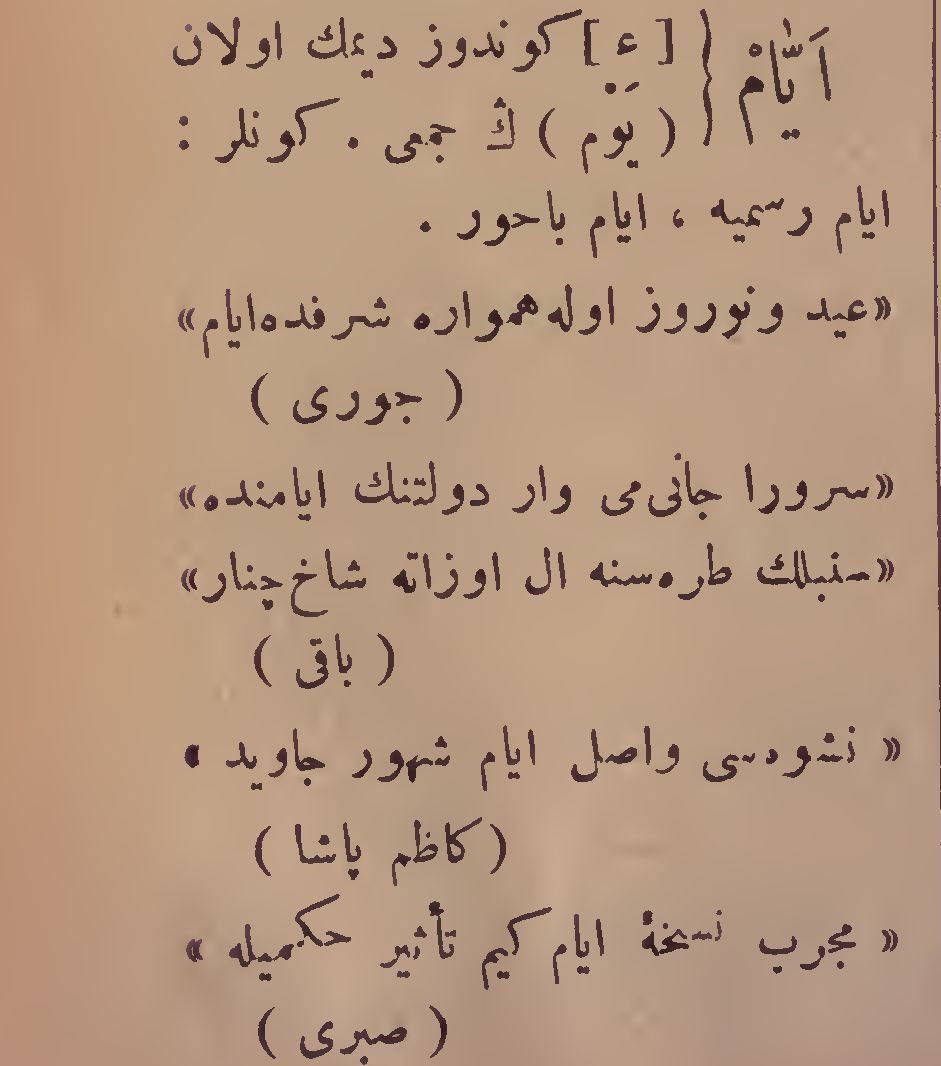 اَيَّامْ } [ ع ] كوندوز ديمك اولان
( يَوم ) ڭ جمعى . كونلر :
ايام رسميه ، ايام باحور .
«عيد ونوروز اوله همواره شرفده ايام»
( جورى )
«سرورا جانى مى وار دولتنك ايامنده»
«سنبللك طره سنه ال اوزاته شاخ چنار»
( باقى )
« نشوه سى واصل ايام شهور جاويد »
( كاظم پاشا )
« مجرب نسخهٔ ايام كيم تأثير حكميله »
( صبرى )